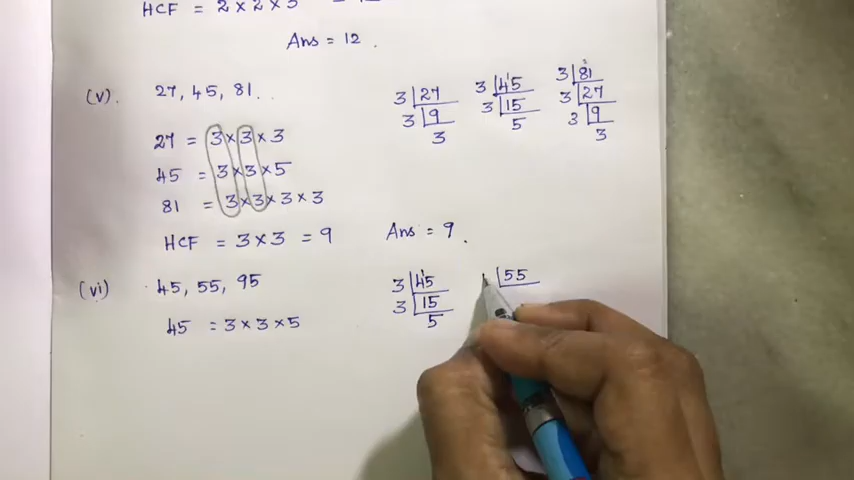 HCF = 2 × 2 × 3
Ans = 12.
(v). 27, 45, 81.
3 | 27
3 | 9
3
3 | 45
3 | 15
5
3 | 81
3 | 27
3 | 9
3
27 = 3 × 3 × 3
45 = 3 × 3 × 5
81 = 3 × 3 × 3 × 3
HCF = 3 × 3 = 9 Ans = 9.
(vi) 45, 55, 95
3 | 45
3 | 15
5
55
45 = 3 × 3 × 5